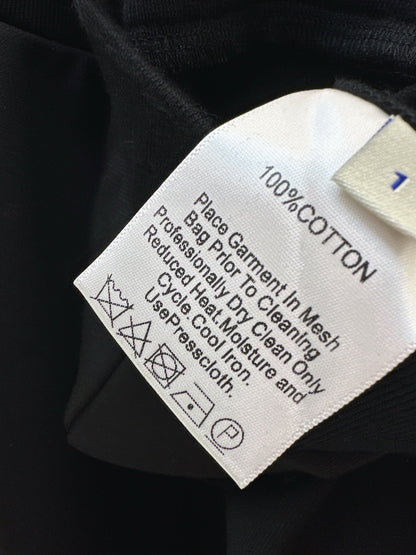 100%COTTON
Place Garment In Mesh
Bag Prior To Cleaning
Professionally Dry Clean Only
Reduced Heat.Moisture and
Cycle.Cool Iron.
UsePresscloth.
P
1